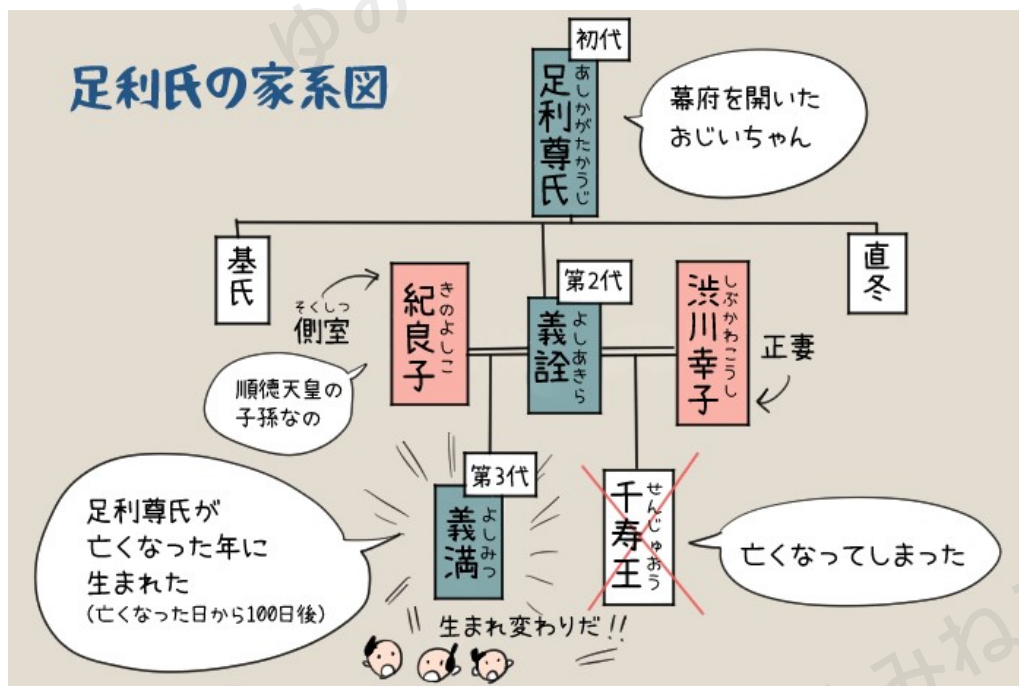 足利氏の家系図
初代
足利尊氏
あしかがたかうじ
幕府を開いた
おじいちゃん
基氏
直冬
側室
そくしつ
紀良子
きのよしこ
第2代
義詮
よしあきら
渋川幸子
しぶかわこうし
正妻
順徳天皇の
子孫なの
第3代
義満
よしみつ
千寿王
せんじゅおう
足利尊氏が
亡くなった年に
生まれた
(亡くなった日から100日後)
亡くなってしまった
生まれ変わりだ!!
ゆみ
みね